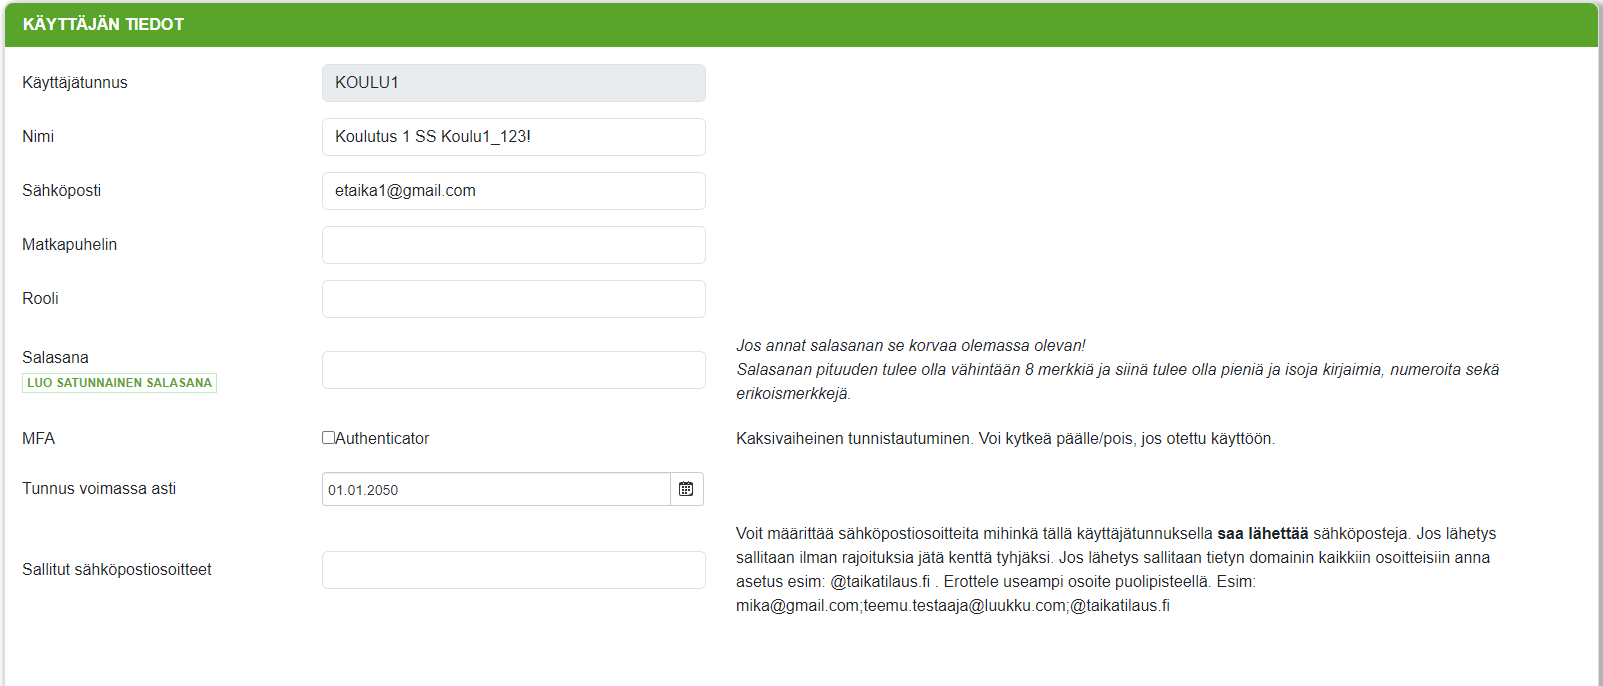 KÄYTTÄJÄN TIEDOT
Käyttäjätunnus
KOULU1
Nimi
Koulutus 1 SS Koulu1_123!
Sähköposti
etaika1@gmail.com
Matkapuhelin
Rooli
Salasana
LUO SATUNNAINEN SALASANA
Jos annat salasanan se korvaa olemassa olevan!
Salasanan pituuden tulee olla vähintään 8 merkkiä ja siinä tulee olla pieniä ja isoja kirjaimia, numeroita sekä
erikoismerkkejä.
MFA
Authenticator
Kaksivaiheinen tunnistautuminen. Voi kytkeä päälle/pois, jos otettu käyttöön.
Tunnus voimassa asti
01.01.2050
Sallitut sähköpostiosoitteet
Voit määrittää sähköpostiosoitteita mihinkä tällä käyttäjätunnuksella saa lähettää sähköposteja. Jos lähetys
sallitaan ilman rajoituksia jätä kenttä tyhjäksi. Jos lähetys sallitaan tietyn domainin kaikkiin osoitteisiin anna
asetus esim: @taikatilaus.fi . Erottele useampi osoite puolipisteellä. Esim:
mika@gmail.com;teemu.testaaja@luukku.com;@taikatilaus.fi